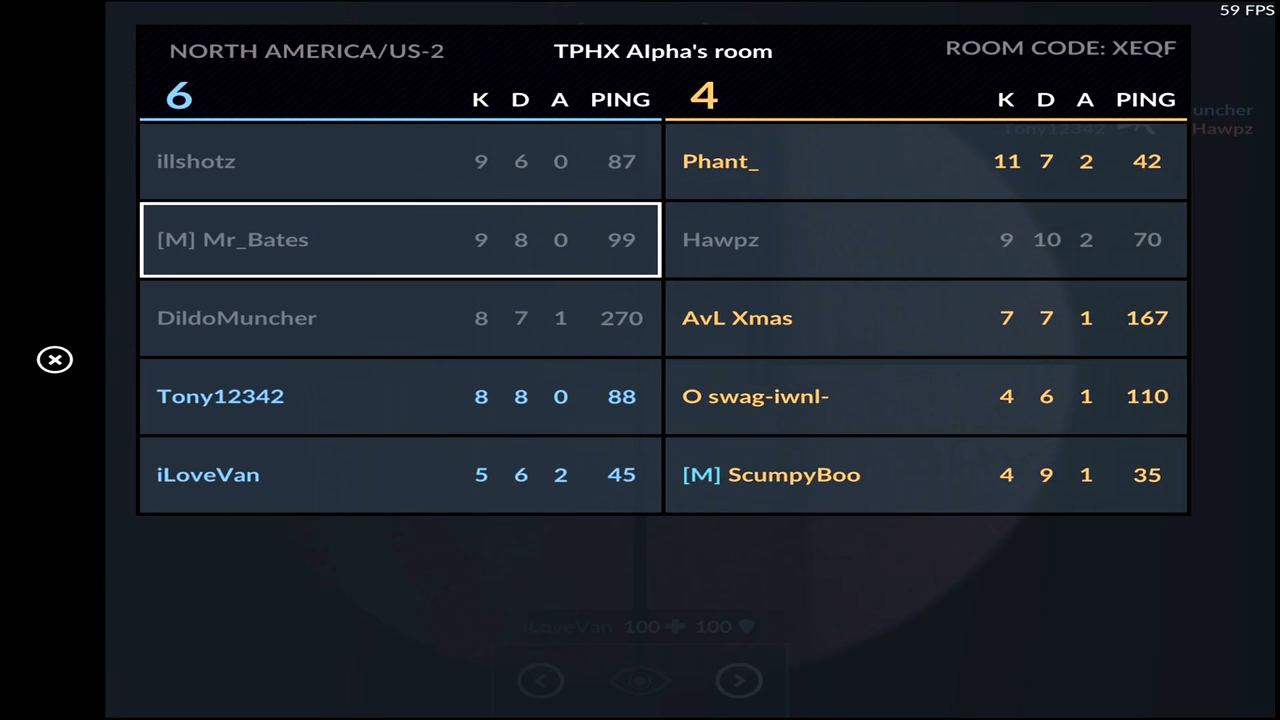 59 FPS
NORTH AMERICA/US-2 TPHX Alpha's room ROOM CODE: XEQF
6 K D A PING 4 K D A PING
uncher
Tony12342 Hawpz
illshotz 9 6 0 87 Phant_ 11 7 2 42
[M] Mr_Bates 9 8 0 99 Hawpz 9 10 2 70
DildoMuncher 8 7 1 270 AvL Xmas 7 7 1 167
Tony12342 8 8 0 88 O swag-iwnl- 4 6 1 110
iLoveVan 5 6 2 45 [M] ScumpyBoo 4 9 1 35
iLoveVan 100 100